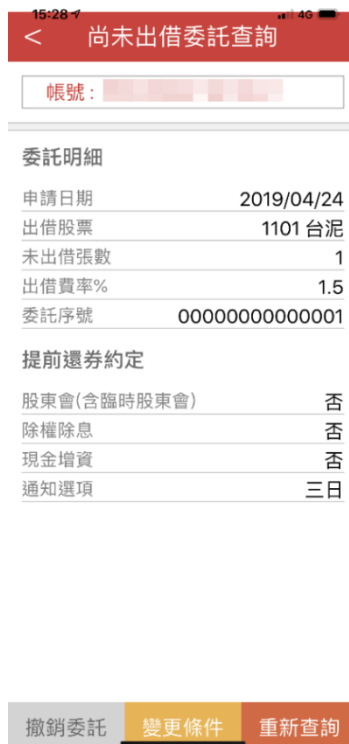 15:28 4G
< 尚未出借委託查詢
帳號：
委託明細
申請日期 2019/04/24
出借股票 1101 台泥
未出借張數 1
出借費率% 1.5
委託序號 00000000000001
提前還券約定
股東會(含臨時股東會) 否
除權除息 否
現金增資 否
通知選項 三日
撤銷委託 變更條件 重新查詢